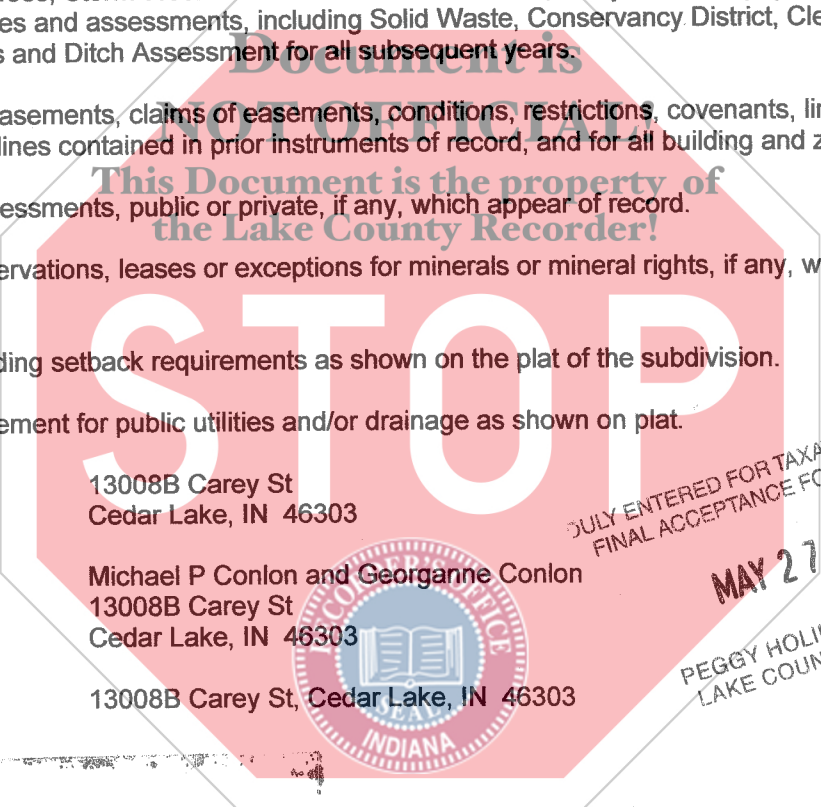 es and assessments, including Solid Waste, Conservancy District, Cle
s and Ditch Assessment for all subsequent years.
Document is
asements, claims of easements, conditions, restrictions, covenants, lin
NOT OFFICIAL!
lines contained in prior instruments of record, and for all building and z
This Document is the property of
essments, public or private, if any, which appear of record.
the Lake County Recorder!
ervations, leases or exceptions for minerals or mineral rights, if any, w
STOP
ding setback requirements as shown on the plat of the subdivision.
ement for public utilities and/or drainage as shown on plat.
13008B Carey St
Cedar Lake, IN 46303
DULY ENTERED FOR TAXA
FINAL ACCEPTANCE FO
MAY 27
Michael P Conlon and Georganne Conlon
13008B Carey St
Cedar Lake, IN 46303
PEGGY HOLI
LAKE COUN
13008B Carey St, Cedar Lake, IN 46303
RECORDER'S OFFICE
SEAL
INDIANA